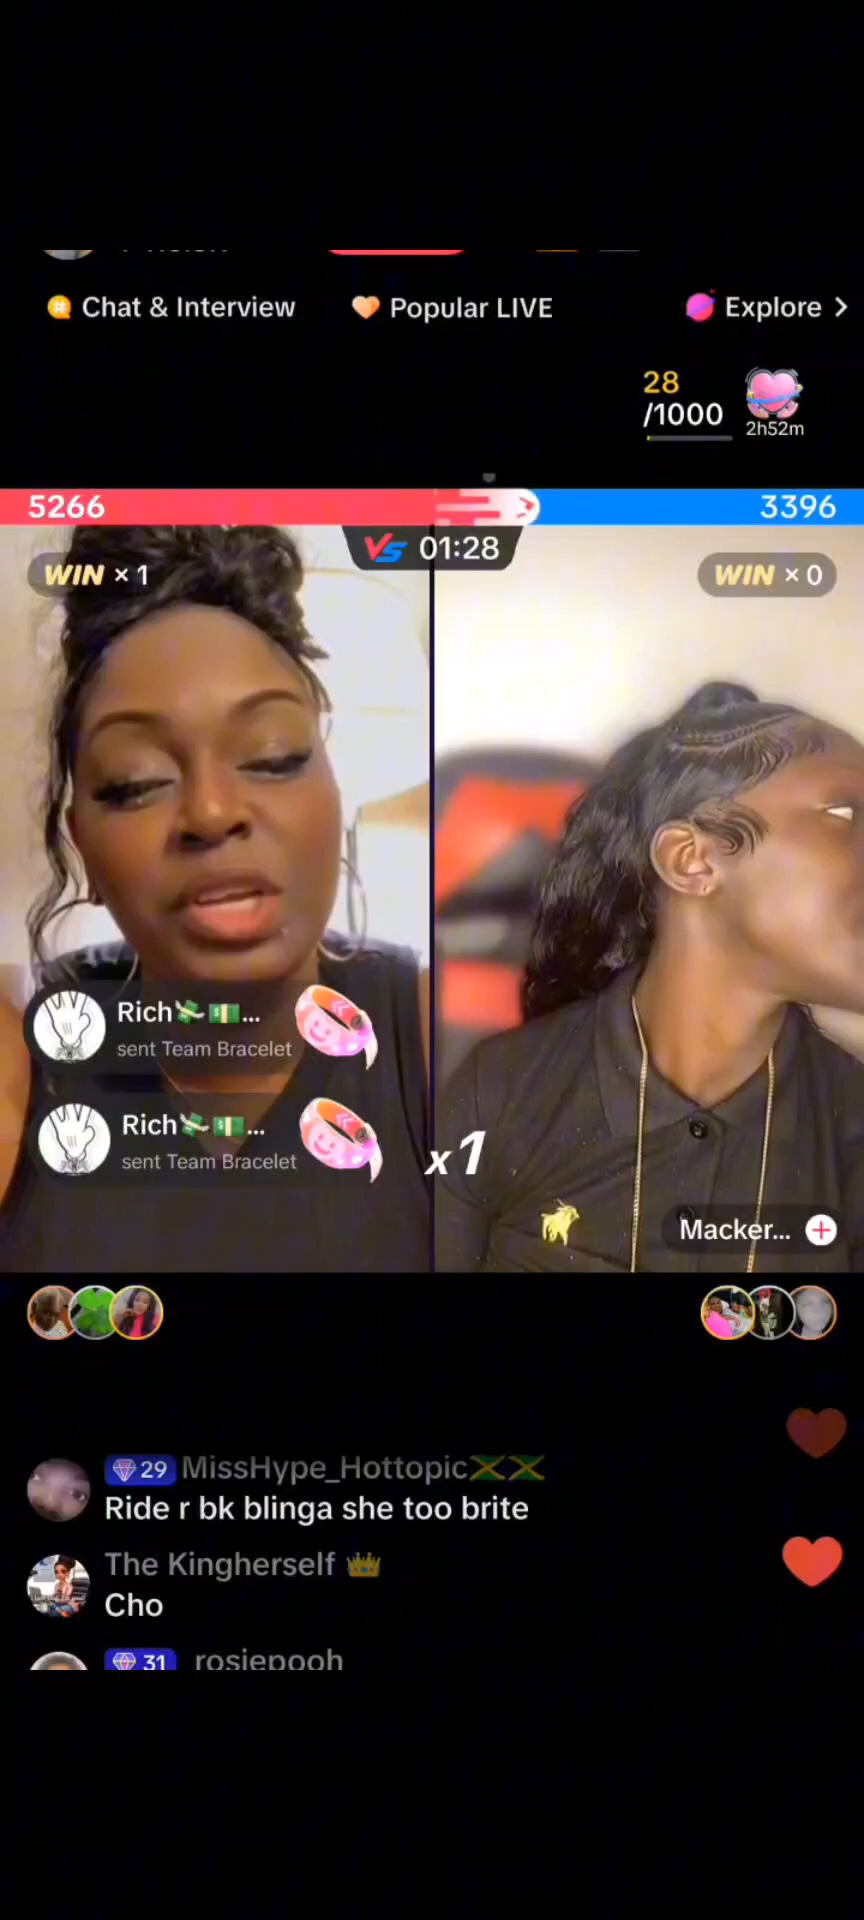 Chat & Interview
Popular LIVE
Explore >
28
/1000
2h52m
5266
3396
VS 01:28
WIN × 1
WIN × 0
Rich💸💵...
sent Team Bracelet
Rich💸💵...
sent Team Bracelet
x1
Macker... +
29 MissHype_Hottopic🇯🇲🇯🇲
Ride r bk blinga she too brite
The Kingherself 👑
Cho
31 rosiepooh